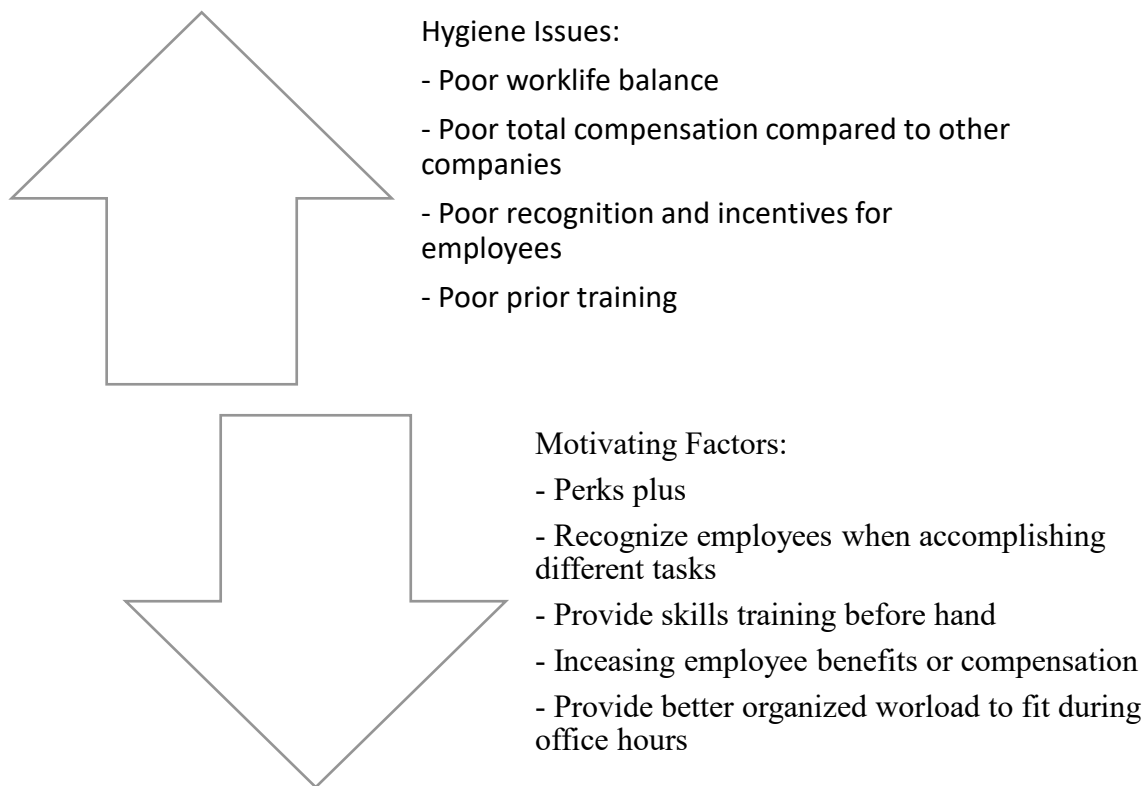 Hygiene Issues:
- Poor worklife balance
- Poor total compensation compared to other
companies
- Poor recognition and incentives for
employees
- Poor prior training
Motivating Factors:
- Perks plus
- Recognize employees when accomplishing
different tasks
- Provide skills training before hand
- Inceasing employee benefits or compensation
- Provide better organized worload to fit during
office hours